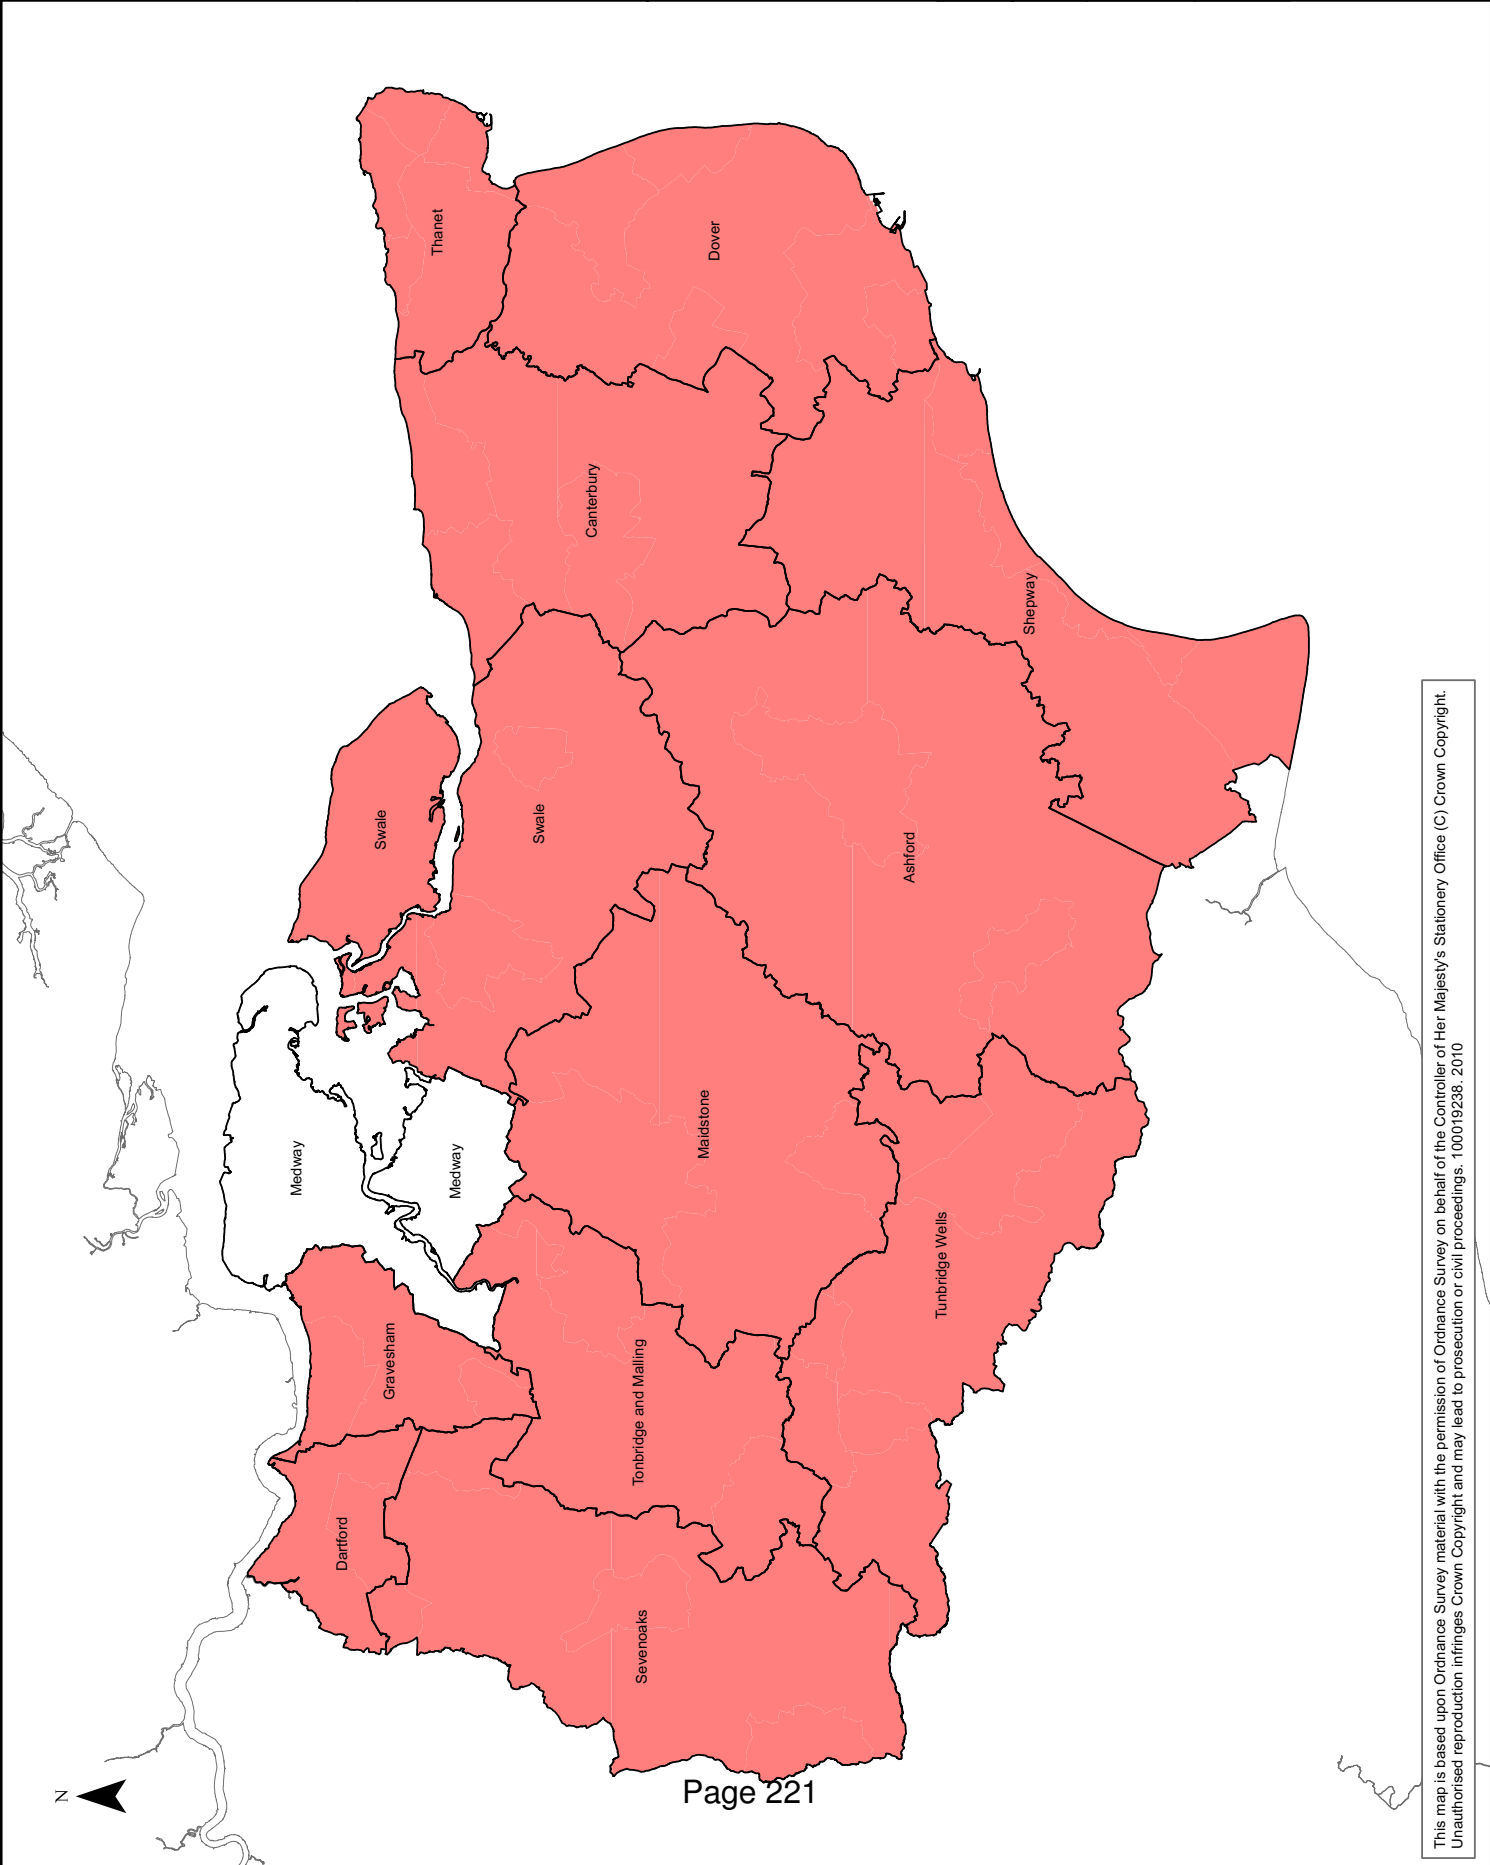 N
Thanet
Dover
Canterbury
Shepway
Swale
Swale
Ashford
Medway
Medway
Maidstone
Tunbridge Wells
Gravesham
Tonbridge and Malling
Dartford
Sevenoaks
This map is based upon Ordnance Survey material with the permission of Ordnance Survey on behalf of the Controller of Her Majesty's Stationery Office (C) Crown Copyright.
Unauthorised reproduction infringes Crown Copyright and may lead to prosecution or civil proceedings. 100019238. 2010
Page 221